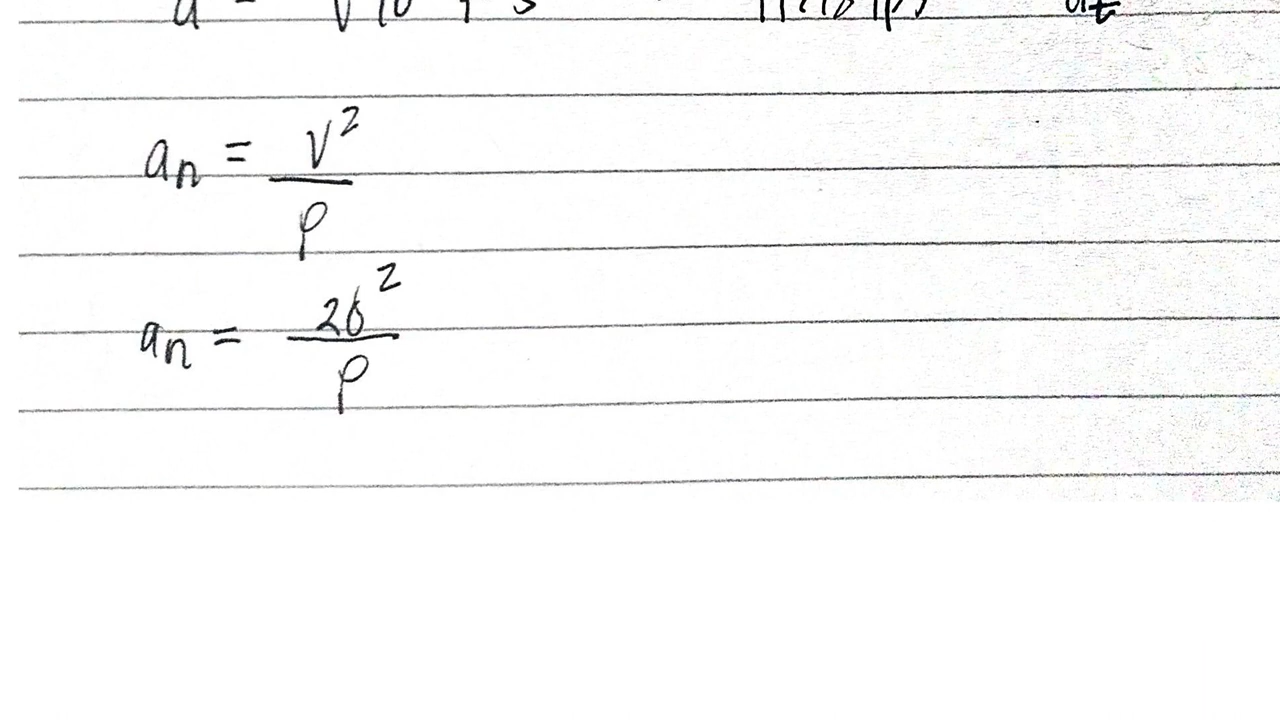 aₙ = V²/ρ
aₙ = 26²/ρ